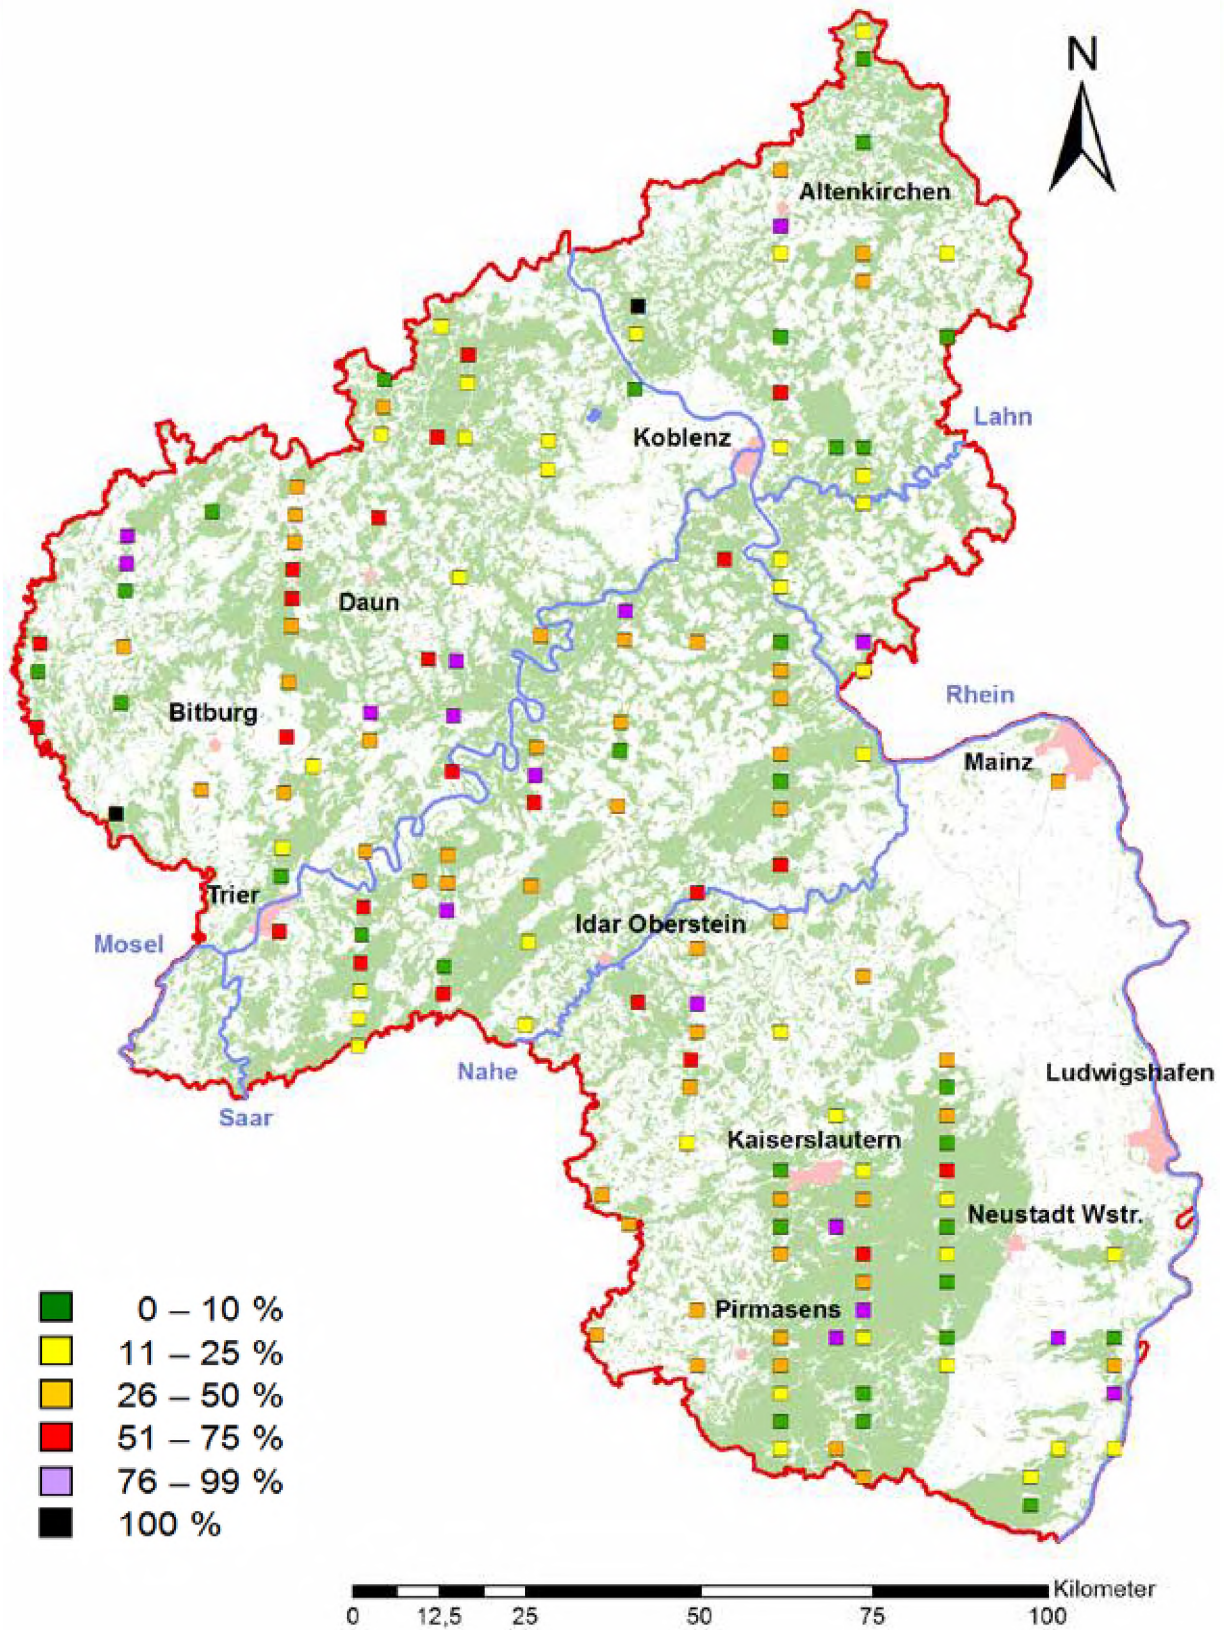 N
Altenkirchen
Lahn
Koblenz
Daun
Bitburg
Rhein
Mainz
Trier
Idar Oberstein
Mosel
Nahe
Ludwigshafen
Saar
Kaiserslautern
Neustadt Wstr.
Pirmasens
0 – 10 %
11 – 25 %
26 – 50 %
51 – 75 %
76 – 99 %
100 %
Kilometer
0 12,5 25 50 75 100